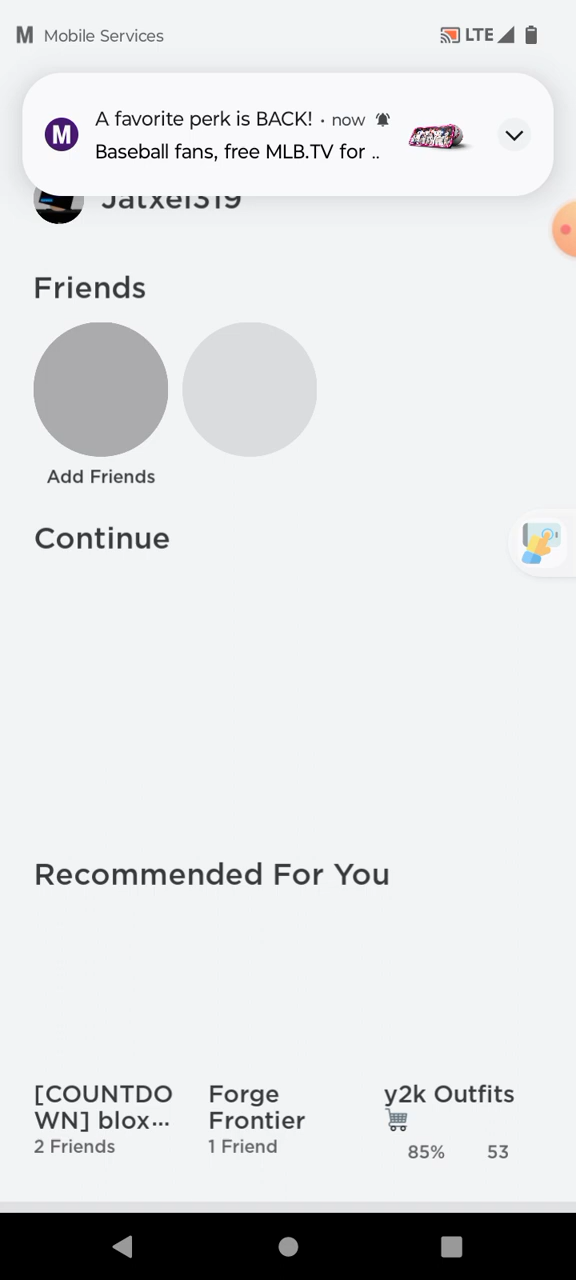 M Mobile Services LTE
M A favorite perk is BACK! · now
Baseball fans, free MLB.TV for ..
Jatxel319
Friends
Add Friends
Continue
Recommended For You
[COUNTDO
WN] blox...
2 Friends
Forge
Frontier
1 Friend
y2k Outfits
🛒
85% 53